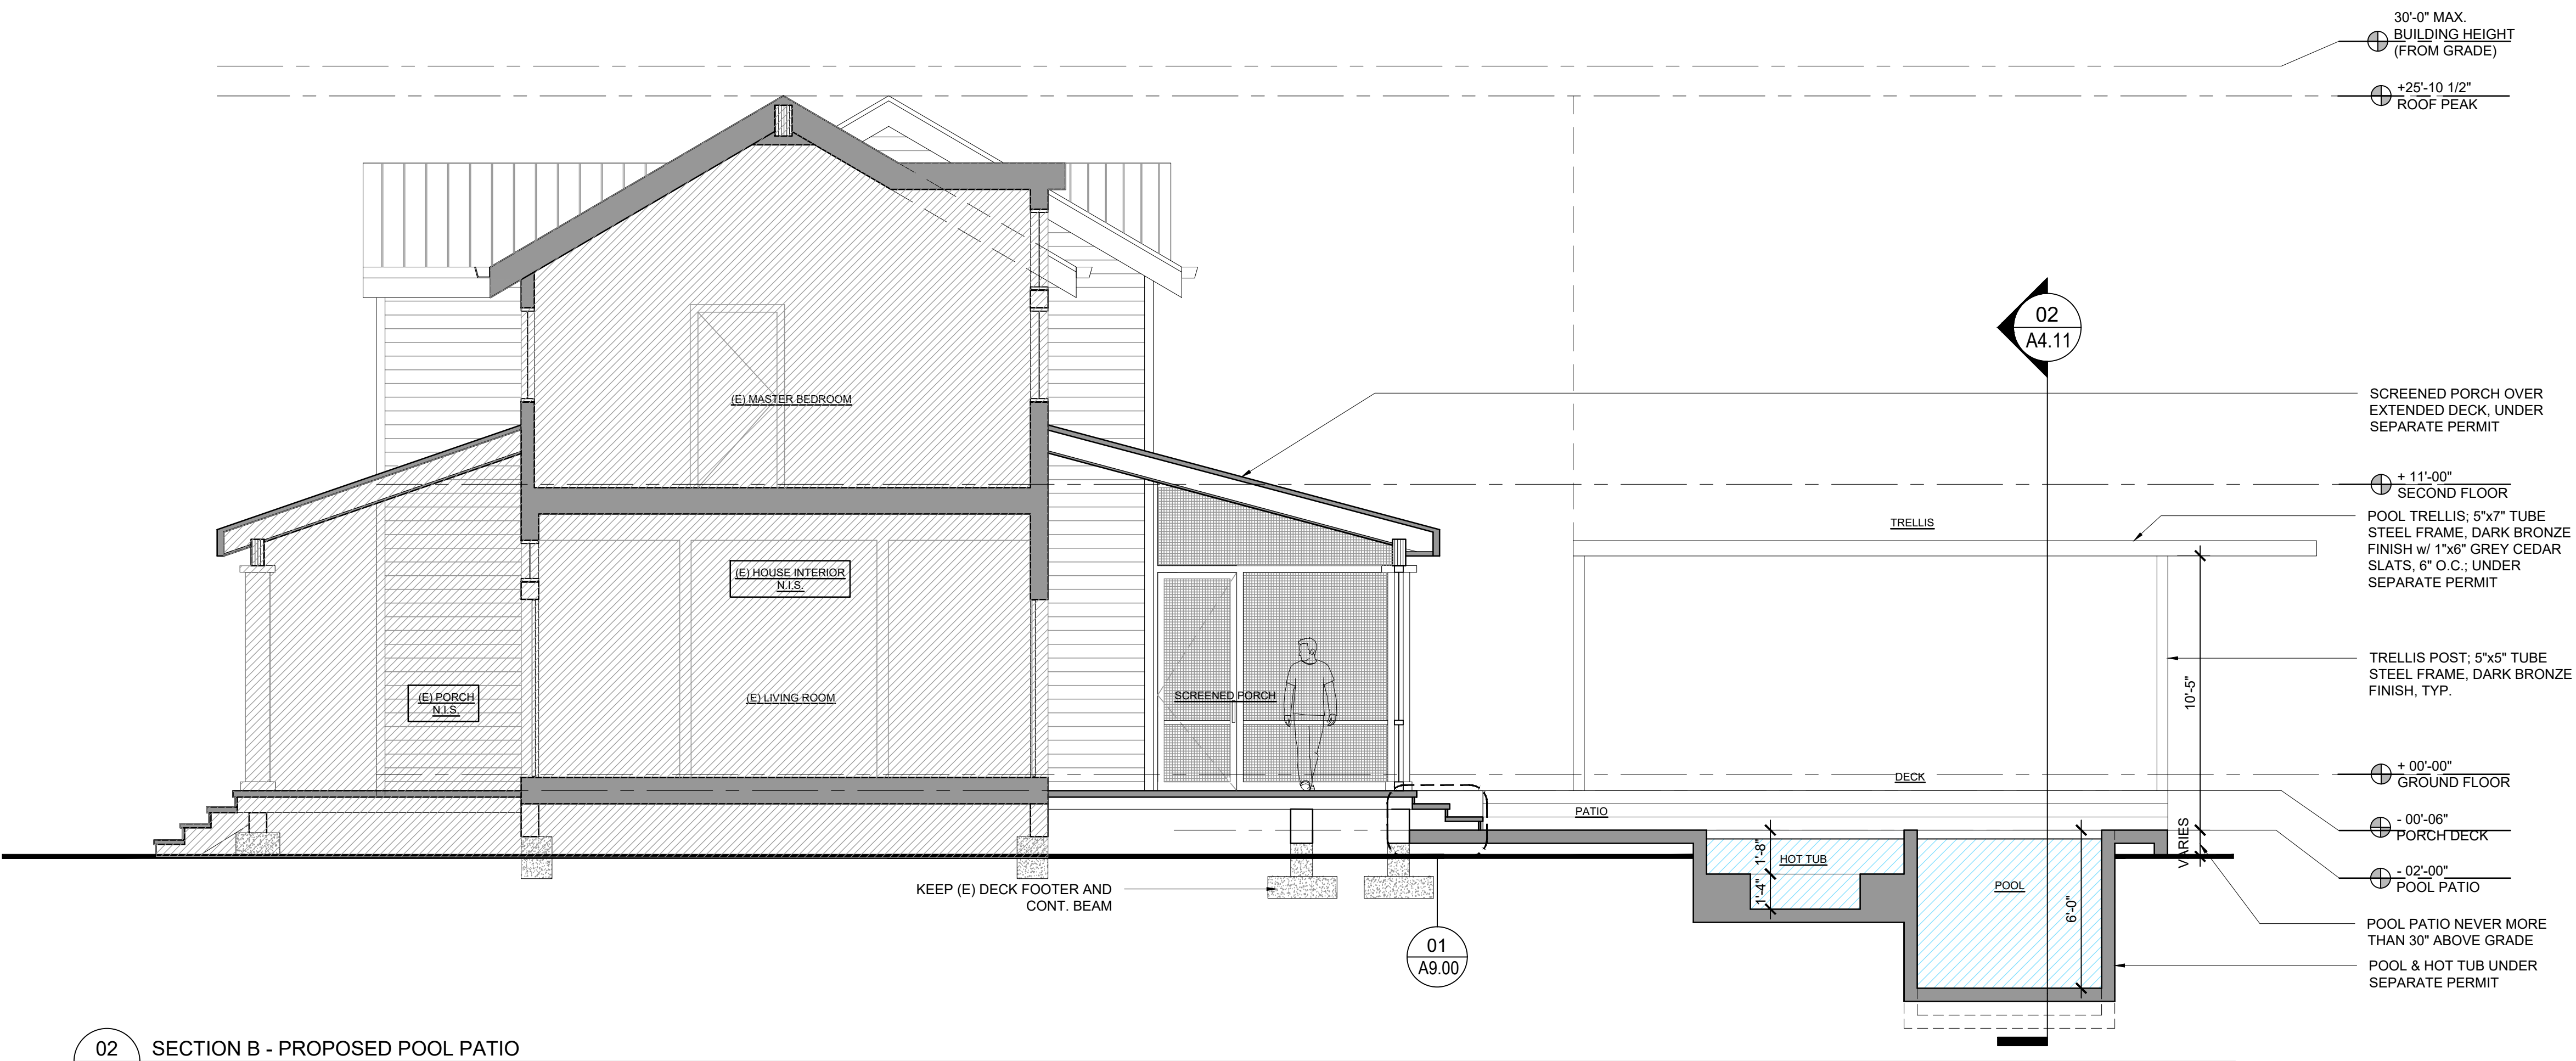 30'-0" MAX.
BUILDING HEIGHT
(FROM GRADE)
+25'-10 1/2"
ROOF PEAK
02
A4.11
SCREENED PORCH OVER
EXTENDED DECK, UNDER
SEPARATE PERMIT
(E) MASTER BEDROOM
+ 11'-00"
SECOND FLOOR
TRELLIS
POOL TRELLIS; 5"x7" TUBE
STEEL FRAME, DARK BRONZE
FINISH w/ 1"x6" GREY CEDAR
SLATS, 6" O.C.; UNDER
SEPARATE PERMIT
(E) HOUSE INTERIOR
N.I.S.
TRELLIS POST; 5"x5" TUBE
STEEL FRAME, DARK BRONZE
FINISH, TYP.
10'-5"
(E) PORCH
N.I.S.
(E) LIVING ROOM
SCREENED PORCH
DECK
+ 00'-00"
GROUND FLOOR
PATIO
- 00'-06"
PORCH DECK
VARIES
1'-8"
HOT TUB
1'-4"
POOL
6'-0"
- 02'-00"
POOL PATIO
KEEP (E) DECK FOOTER AND
CONT. BEAM
POOL PATIO NEVER MORE
THAN 30" ABOVE GRADE
01
A9.00
POOL & HOT TUB UNDER
SEPARATE PERMIT
02
SECTION B - PROPOSED POOL PATIO